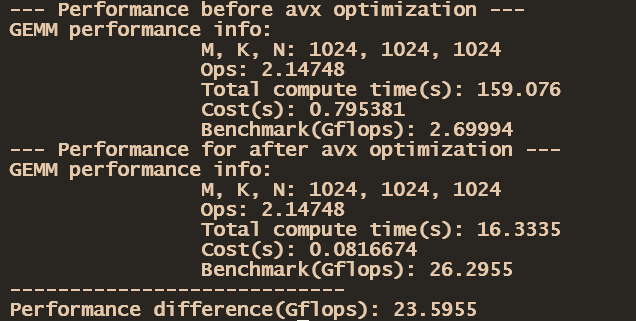 --- Performance before avx optimization ---
GEMM performance info:
M, K, N: 1024, 1024, 1024
Ops: 2.14748
Total compute time(s): 159.076
Cost(s): 0.795381
Benchmark(Gflops): 2.69994
--- Performance for after avx optimization ---
GEMM performance info:
M, K, N: 1024, 1024, 1024
Ops: 2.14748
Total compute time(s): 16.3335
Cost(s): 0.0816674
Benchmark(Gflops): 26.2955
----------------------------
Performance difference(Gflops): 23.5955